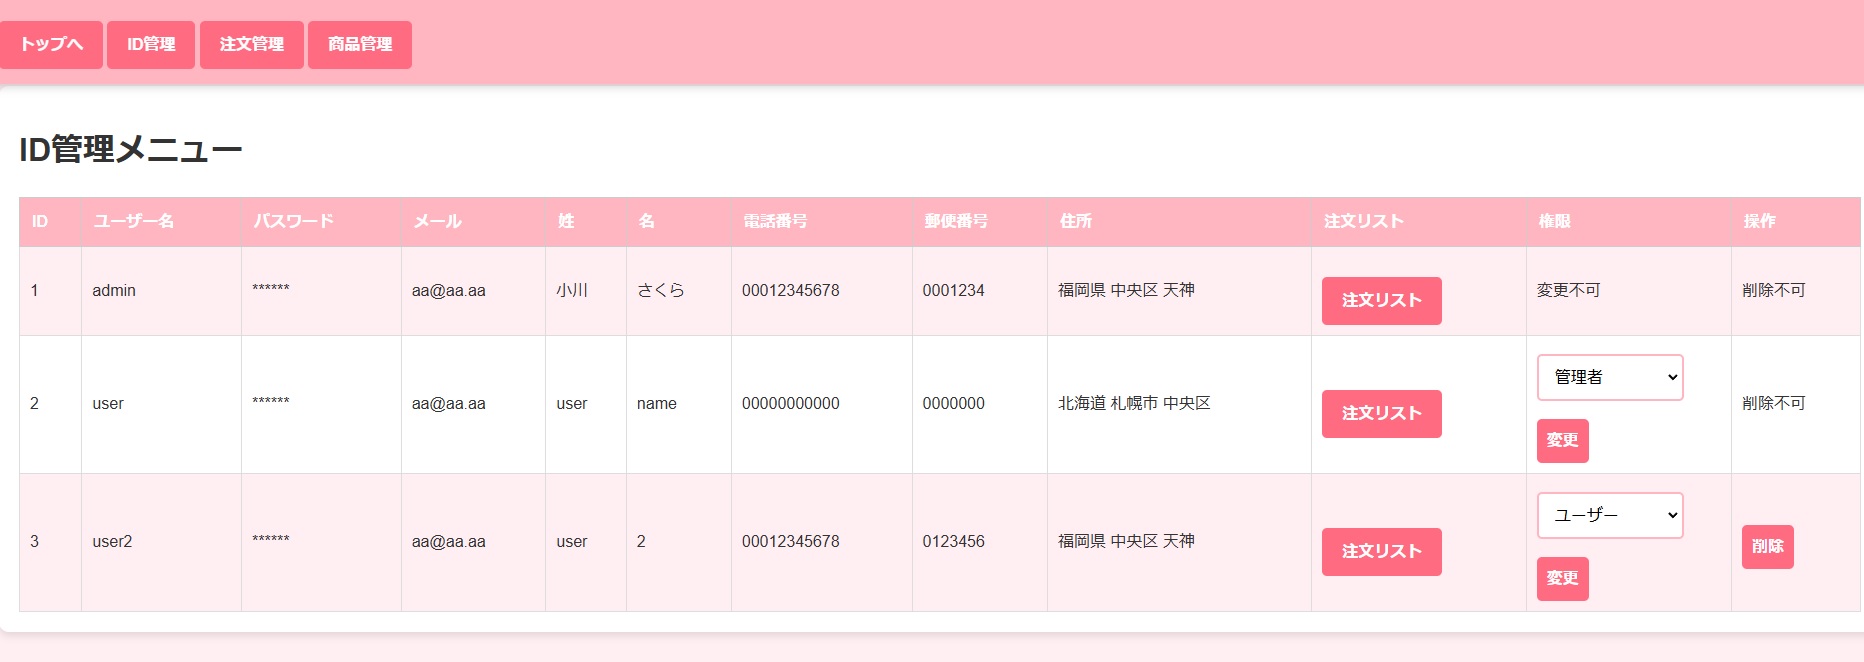 トップへ ID管理 注文管理 商品管理
ID管理メニュー
ID ユーザー名 パスワード メール 姓 名 電話番号 郵便番号 住所 注文リスト 権限 操作
1 admin ****** aa@aa.aa 小川 さくら 00012345678 0001234 福岡県 中央区 天神 注文リスト 変更不可 削除不可
2 user ****** aa@aa.aa user name 00000000000 0000000 北海道 札幌市 中央区 注文リスト 管理者 削除不可
変更
3 user2 ****** aa@aa.aa user 2 00012345678 0123456 福岡県 中央区 天神 注文リスト ユーザー 削除
変更